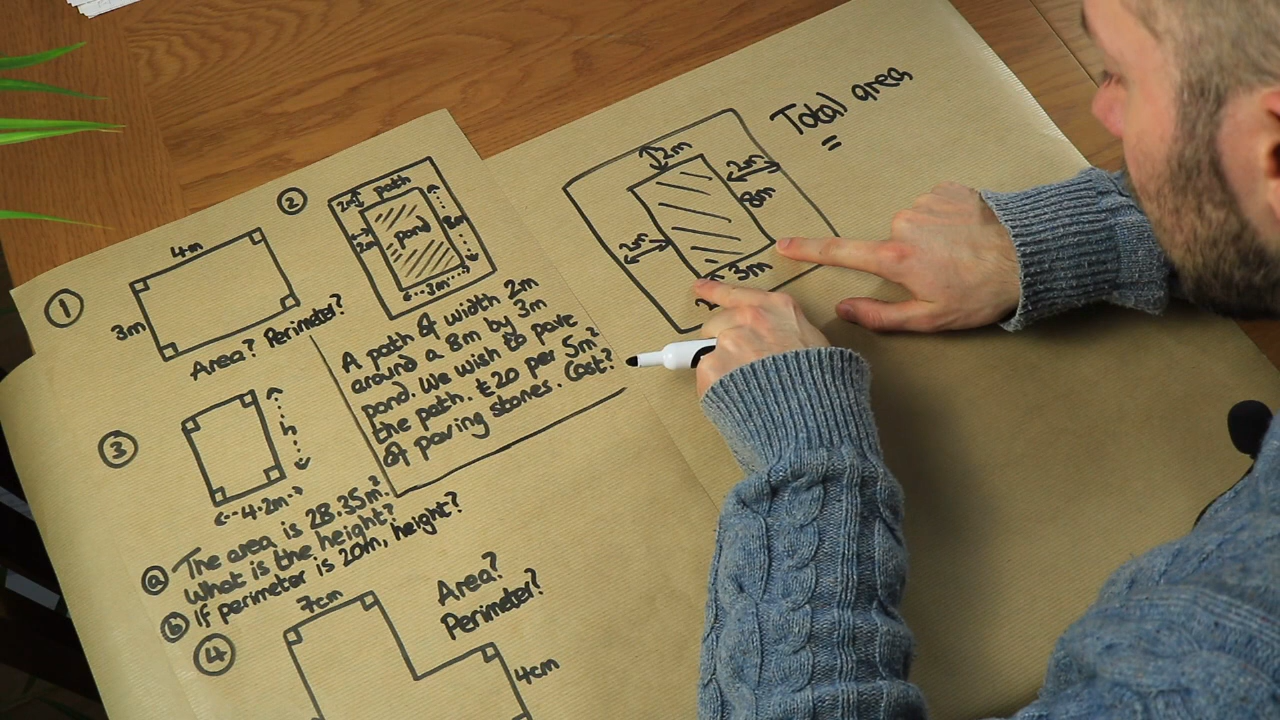 1
4m
3m
Area? Perimeter?
2
path
2m
2m
pond
8m
3m
A path of width 2m
around a 8m by 3m
pond. We wish to pave
the path. £20 per 5m²
of paving stones. Cost?
3
h
4.2m
a The area is 28.35m².
What is the height?
b If perimeter is 20m, height?
4
7cm
Area?
Perimeter?
4cm
2m
2m
8m
2m
3m
Total area
=